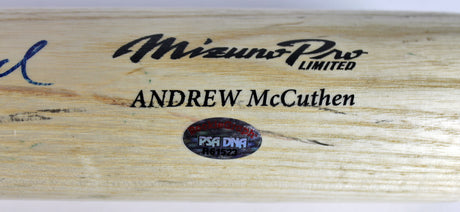 Mizuno Pro
LIMITED
ANDREW McCuthen
PSA DNA